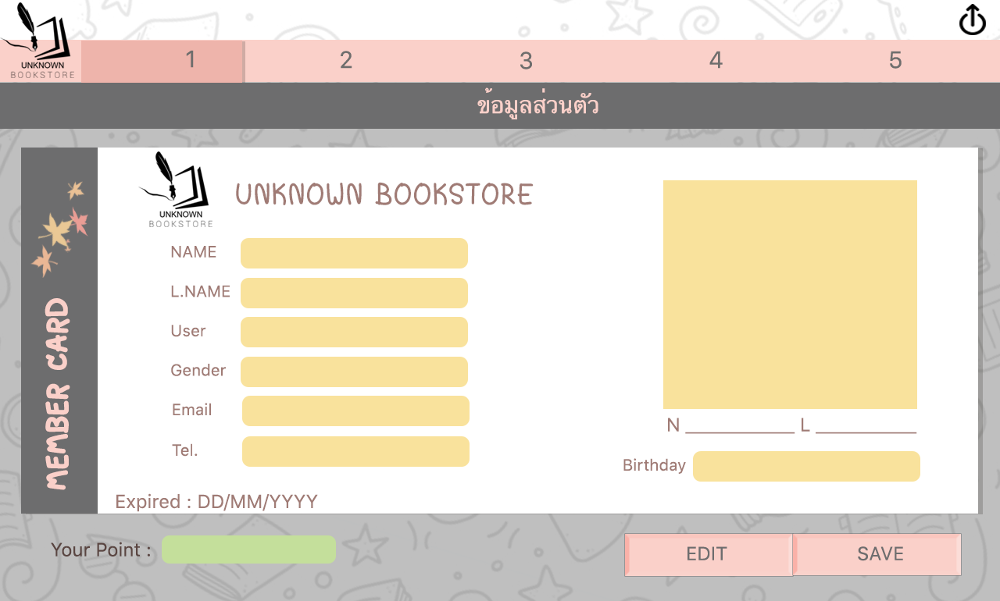 UNKNOWN
BOOKSTORE
1 2 3 4 5
ข้อมูลส่วนตัว
MEMBER CARD
UNKNOWN
BOOKSTORE
UNKNOWN BOOKSTORE
NAME
L.NAME
User
Gender
Email
Tel.
N ___________ L __________
Birthday
Expired : DD/MM/YYYY
Your Point :
EDIT SAVE